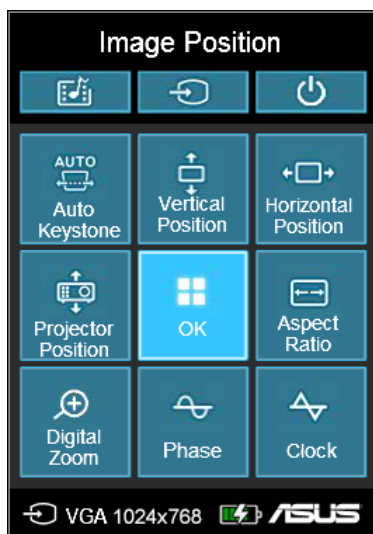 Image Position
AUTO
Auto
Keystone
Vertical
Position
Horizontal
Position
Projector
Position
OK
Aspect
Ratio
Digital
Zoom
Phase
Clock
VGA 1024x768 ASUS